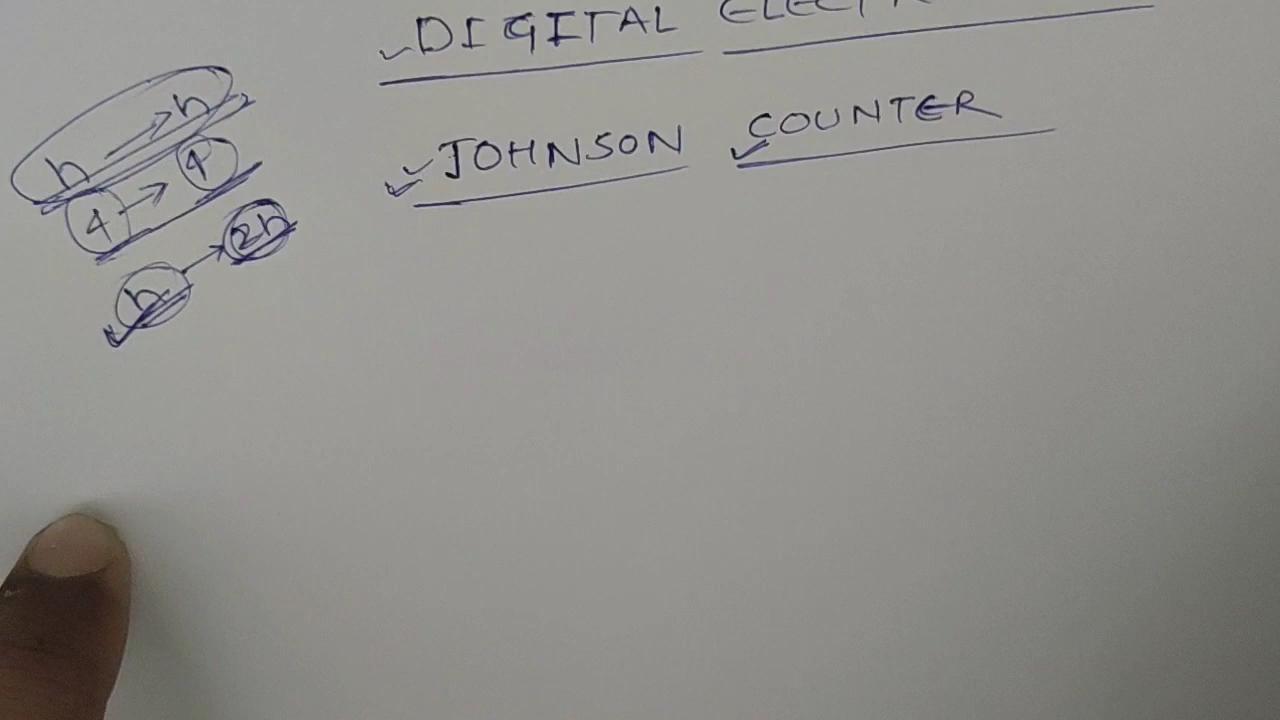 DIGITAL
JOHNSON COUNTER
n → n
4 → 4
n → 2n